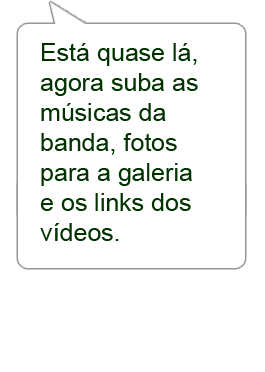 Está quase lá,
agora suba as
músicas da
banda, fotos
para a galeria
e os links dos
vídeos.